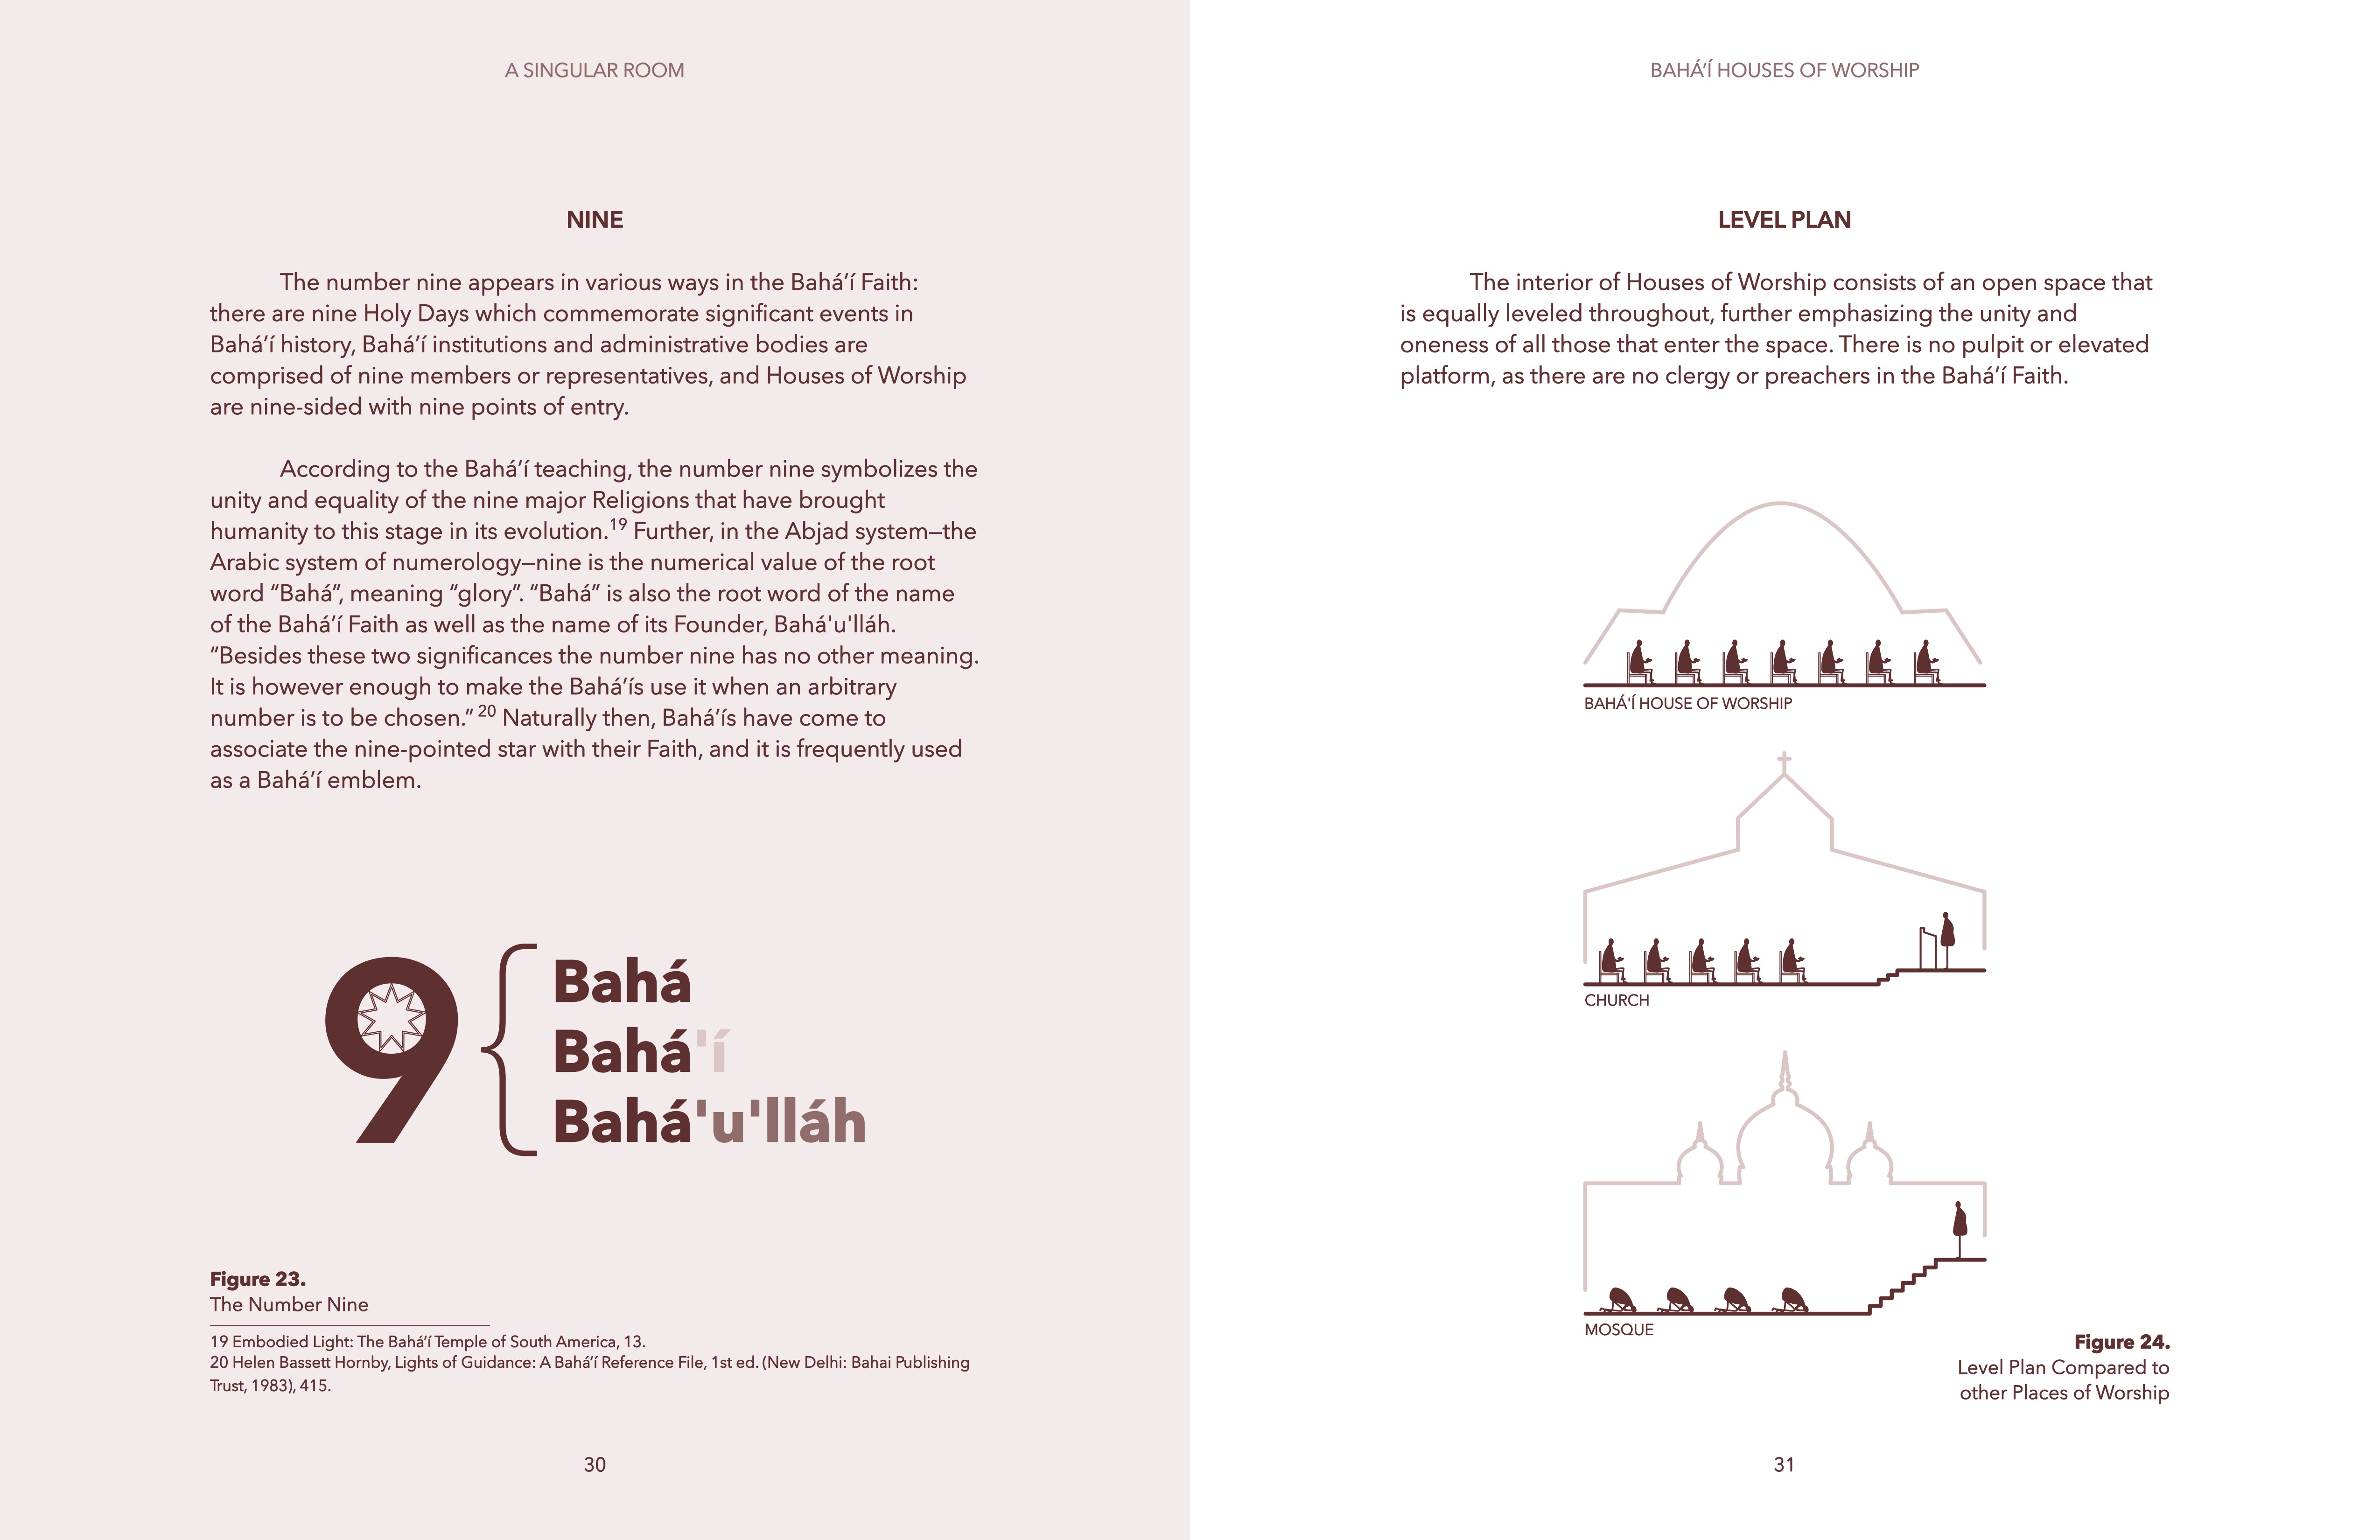 A SINGULAR ROOM
NINE
The number nine appears in various ways in the Bahá’í Faith:
there are nine Holy Days which commemorate significant events in
Bahá’í history, Bahá’í institutions and administrative bodies are
comprised of nine members or representatives, and Houses of Worship
are nine-sided with nine points of entry.
According to the Bahá’í teaching, the number nine symbolizes the
unity and equality of the nine major Religions that have brought
humanity to this stage in its evolution.19 Further, in the Abjad system—the
Arabic system of numerology—nine is the numerical value of the root
word “Bahá”, meaning “glory”. “Bahá” is also the root word of the name
of the Bahá’í Faith as well as the name of its Founder, Bahá'u'lláh.
“Besides these two significances the number nine has no other meaning.
It is however enough to make the Bahá’ís use it when an arbitrary
number is to be chosen.” 20 Naturally then, Bahá’ís have come to
associate the nine-pointed star with their Faith, and it is frequently used
as a Bahá’í emblem.
9
Bahá
Bahá'í
Bahá'u'lláh
Figure 23.
The Number Nine
19 Embodied Light: The Bahá’í Temple of South America, 13.
20 Helen Bassett Hornby, Lights of Guidance: A Bahá’í Reference File, 1st ed. (New Delhi: Bahai Publishing
Trust, 1983), 415.
30
BAHÁ’Í HOUSES OF WORSHIP
LEVEL PLAN
The interior of Houses of Worship consists of an open space that
is equally leveled throughout, further emphasizing the unity and
oneness of all those that enter the space. There is no pulpit or elevated
platform, as there are no clergy or preachers in the Bahá’í Faith.
BAHÁ'Í HOUSE OF WORSHIP
CHURCH
MOSQUE
Figure 24.
Level Plan Compared to
other Places of Worship
31